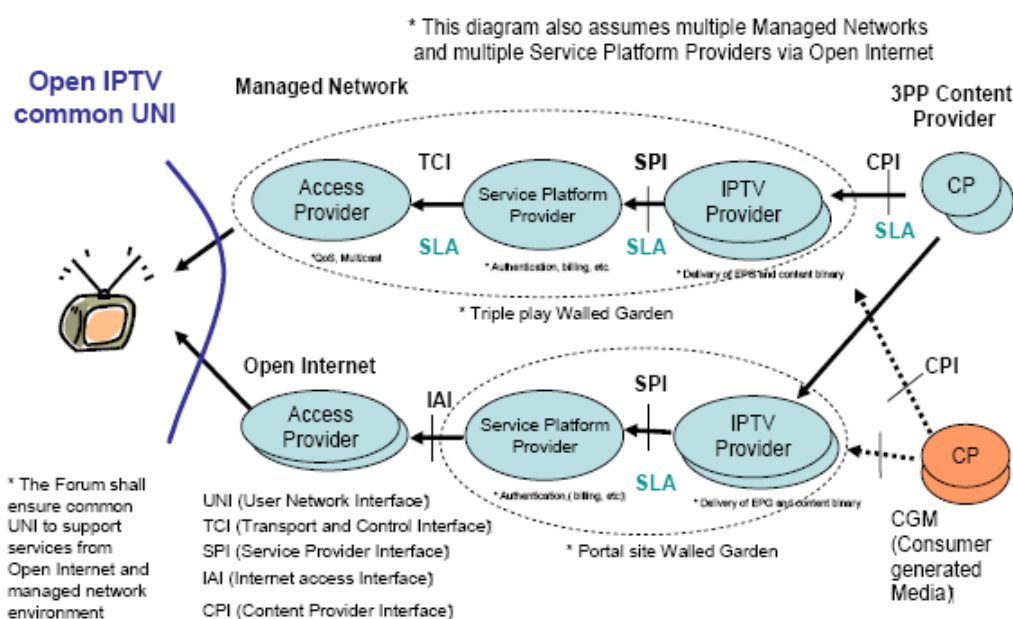 * This diagram also assumes multiple Managed Networks
and multiple Service Platform Providers via Open Internet
Open IPTV
common UNI
Managed Network
3PP Content
Provider
TCI
SPI
CPI
Access
Provider
Service Platform
Provider
IPTV
Provider
CP
SLA
SLA
SLA
*QoS, Multicast
* Authentication, billing, etc.
* Delivery of EPG and content binary
* Triple play Walled Garden
Open Internet
SPI
CPI
IAI
Access
Provider
Service Platform
Provider
IPTV
Provider
CP
SLA
* Authentication,( billing, etc)
* Delivery of EPG and content binary
* Portal site Walled Garden
CGM
(Consumer
generated
Media)
* The Forum shall
ensure common
UNI to support
services from
Open Internet and
managed network
environment
UNI (User Network Interface)
TCI (Transport and Control Interface)
SPI (Service Provider Interface)
IAI (Internet access Interface)
CPI (Content Provider Interface)